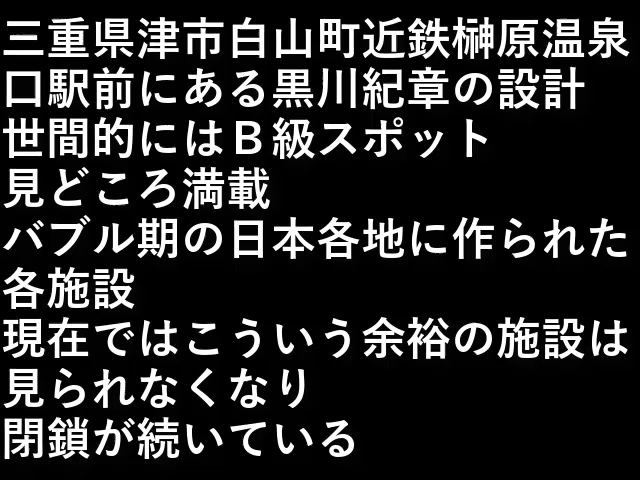 三重県津市白山町近鉄榊原温泉
口駅前にある黒川紀章の設計
世間的にはＢ級スポット
見どころ満載
バブル期の日本各地に作られた
各施設
現在ではこういう余裕の施設は
見られなくなり
閉鎖が続いている